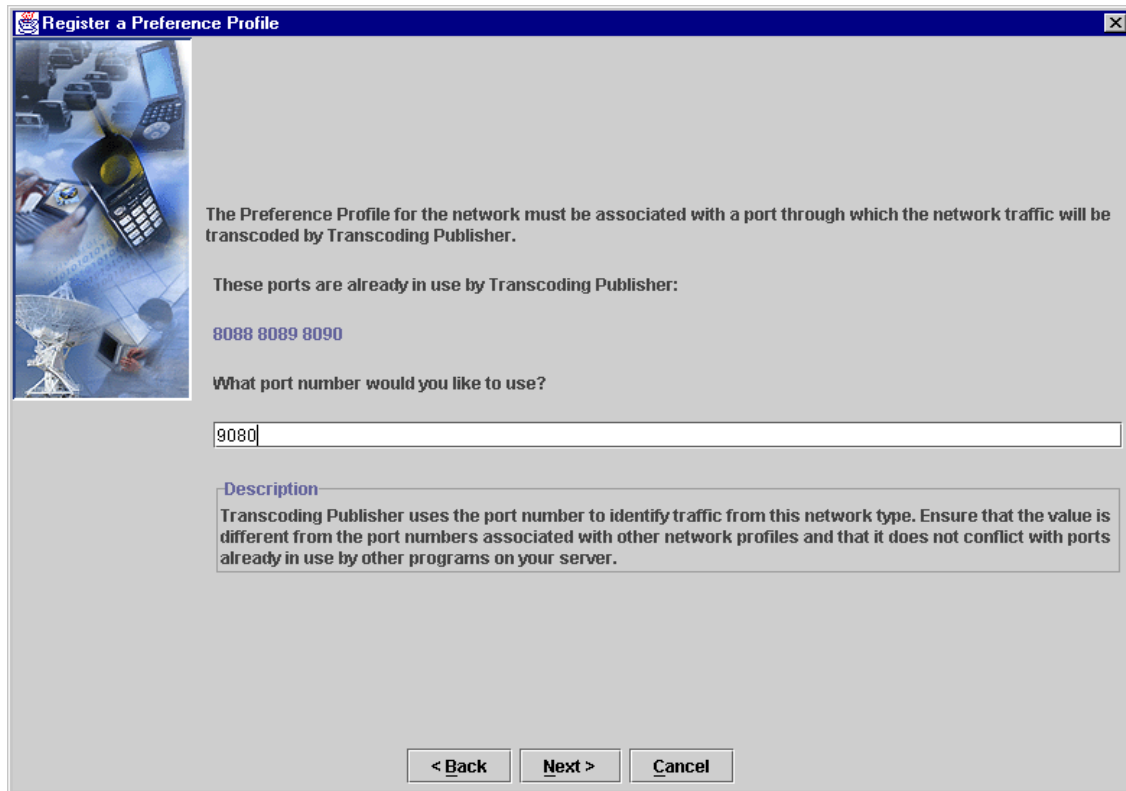 Register a Preference Profile
The Preference Profile for the network must be associated with a port through which the network traffic will be
transcoded by Transcoding Publisher.
These ports are already in use by Transcoding Publisher:
8088 8089 8090
What port number would you like to use?
9080
Description
Transcoding Publisher uses the port number to identify traffic from this network type. Ensure that the value is
different from the port numbers associated with other network profiles and that it does not conflict with ports
already in use by other programs on your server.
< Back Next > Cancel